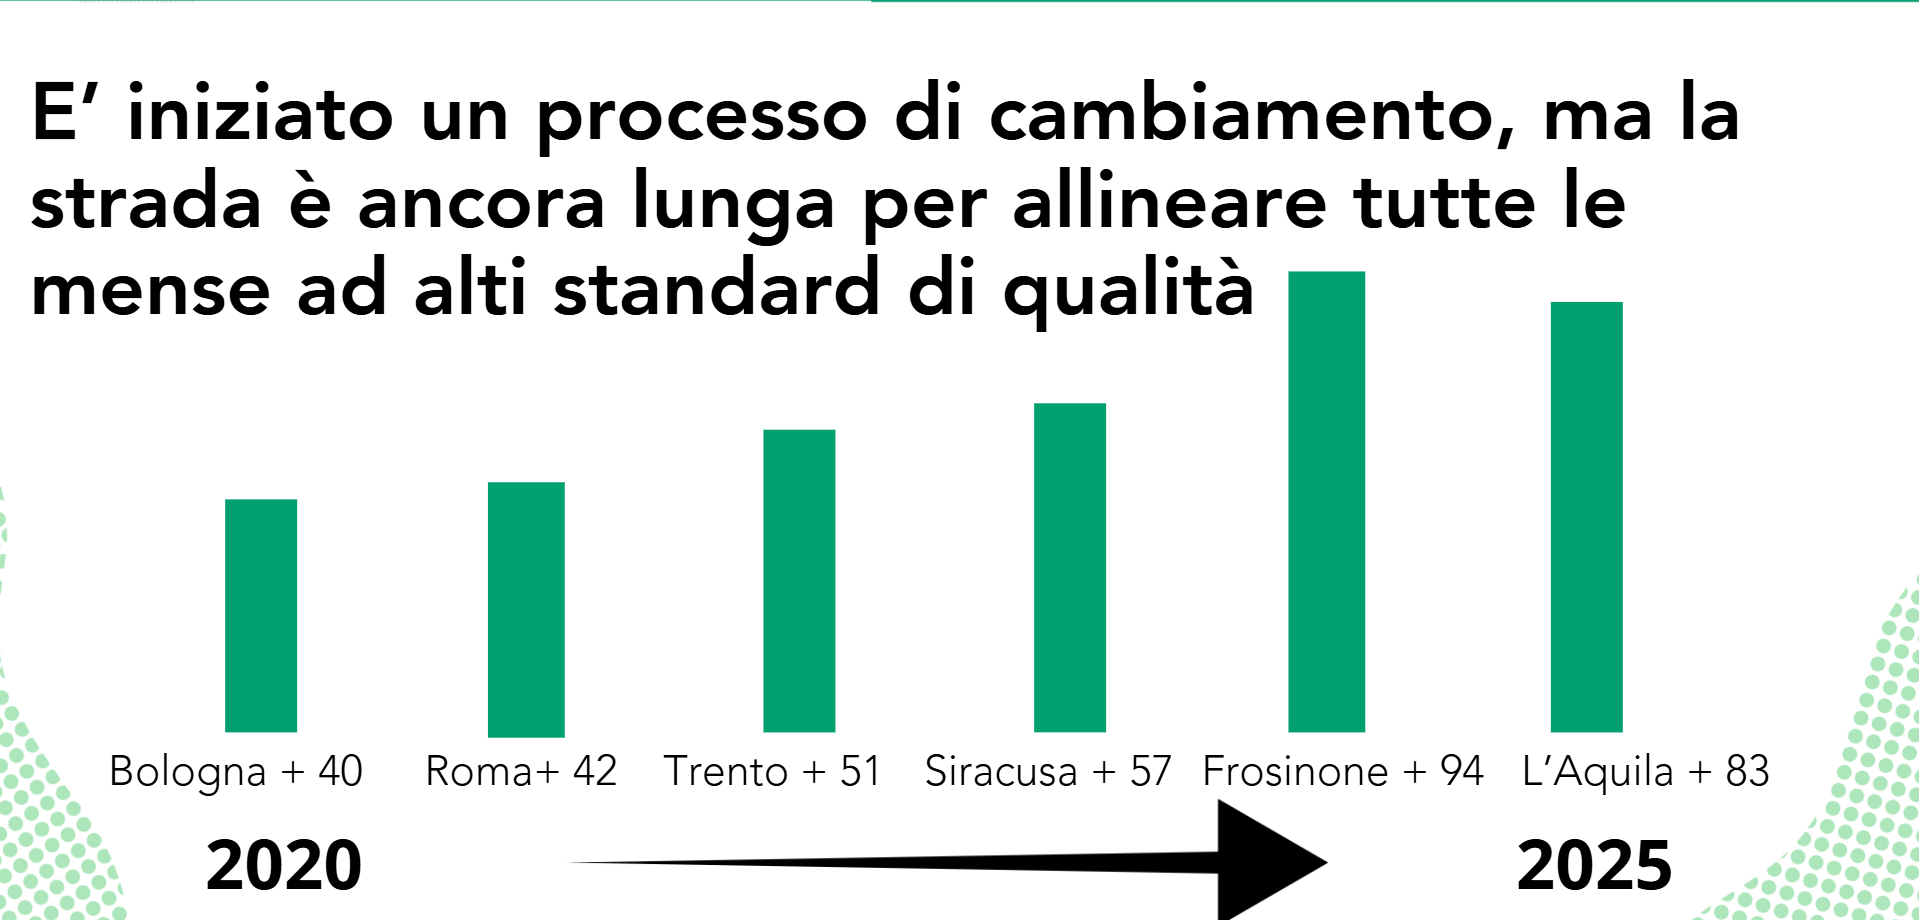 E’ iniziato un processo di cambiamento, ma la
strada è ancora lunga per allineare tutte le
mense ad alti standard di qualità
Bologna + 40
Roma+ 42
Trento + 51
Siracusa + 57
Frosinone + 94
L’Aquila + 83
2020
2025